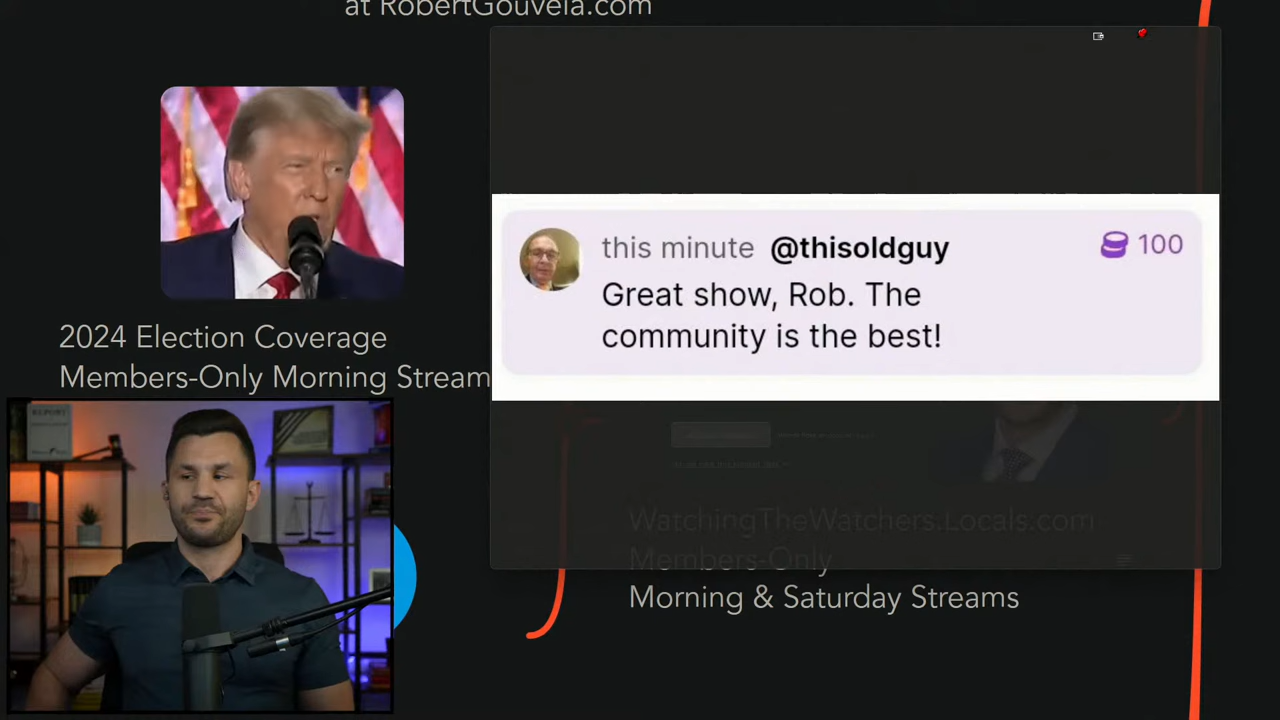 at RobertGouveia.com
this minute @thisoldguy 100
Great show, Rob. The
community is the best!
2024 Election Coverage
Members-Only Morning Stream
WatchingTheWatchers.Locals.com
Members-Only
Morning & Saturday Streams
REPORT